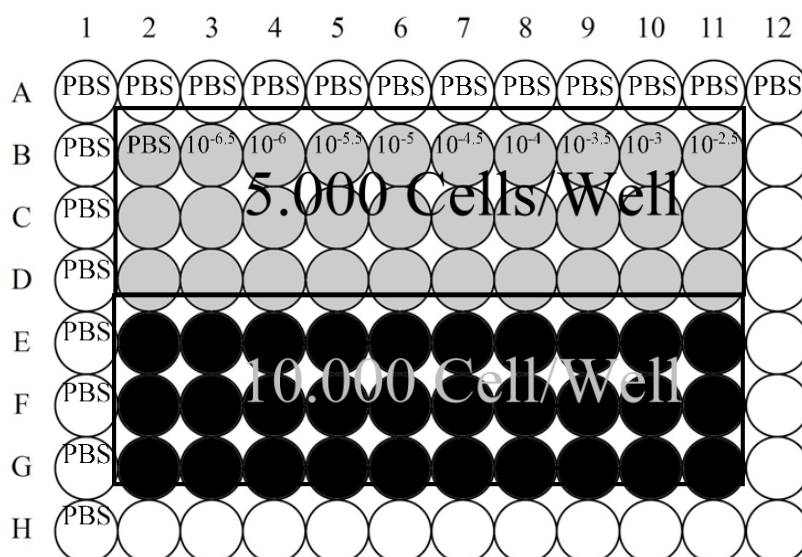 1 2 3 4 5 6 7 8 9 10 11 12
A PBS PBS PBS PBS PBS PBS PBS PBS PBS PBS PBS PBS
B PBS PBS 10^-6.5 10^-6 10^-5.5 10^-5 10^-4.5 10^-4 10^-3.5 10^-3 10^-2.5
C PBS 5.000 Cells/Well
D PBS
E PBS
F PBS 10.000 Cell/Well
G PBS
H PBS